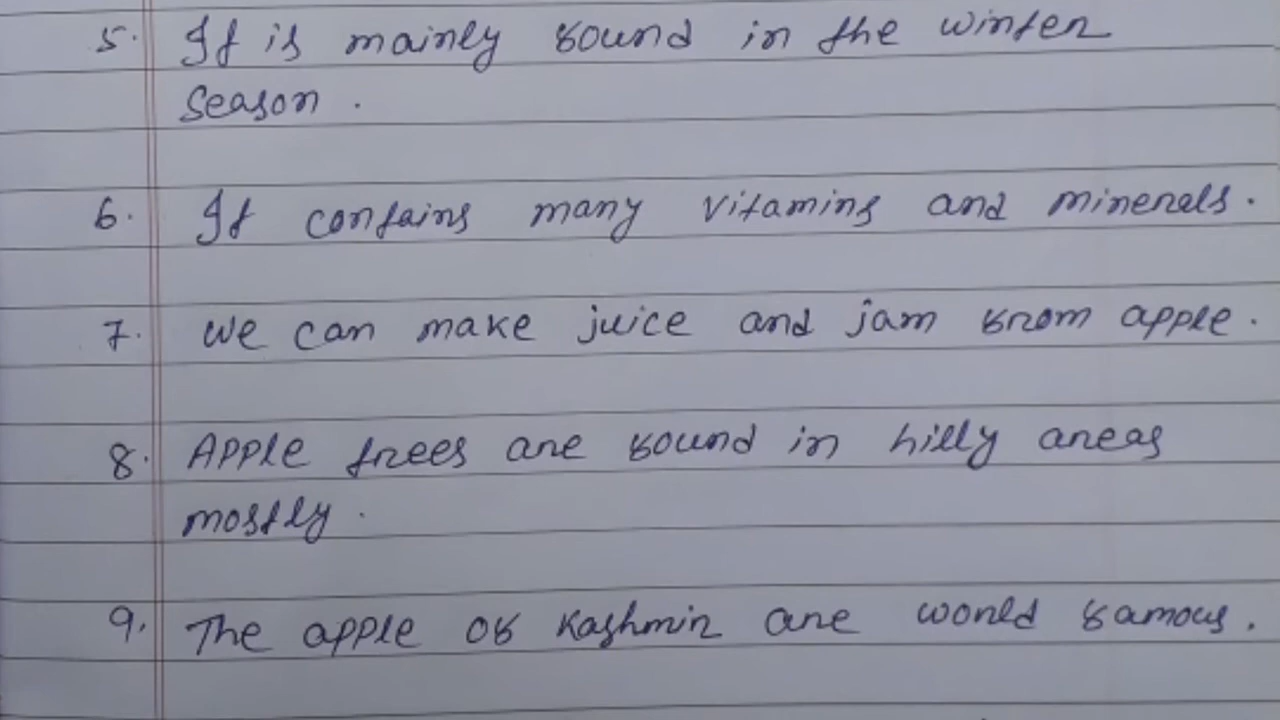 5. It is mainly found in the winter
season.
6. It contains many vitamins and minerels.
7. We can make juice and jam from apple.
8. Apple trees are found in hilly areas
mostly.
9. The apple of Kashmir are world famous.